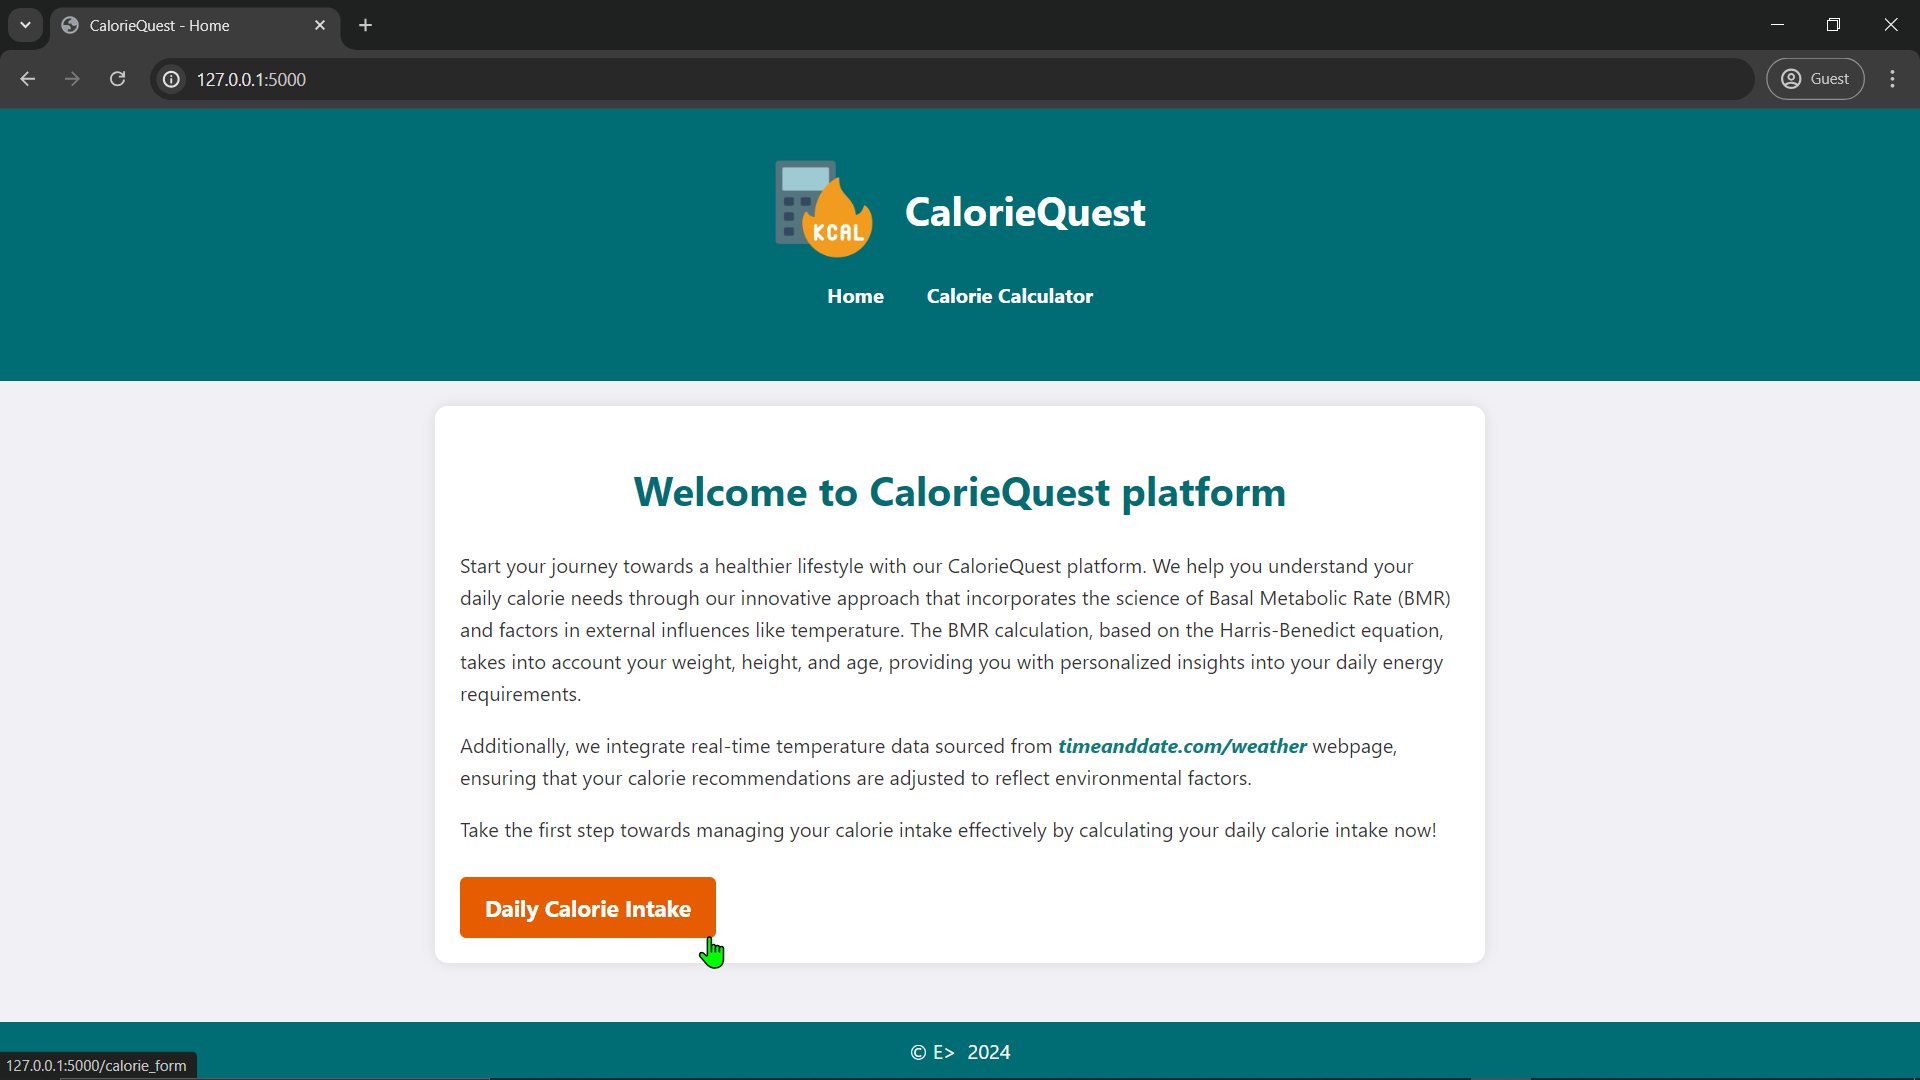 CalorieQuest - Home
127.0.0.1:5000
Guest
KCAL
CalorieQuest
Home Calorie Calculator
Welcome to CalorieQuest platform
Start your journey towards a healthier lifestyle with our CalorieQuest platform. We help you understand your
daily calorie needs through our innovative approach that incorporates the science of Basal Metabolic Rate (BMR)
and factors in external influences like temperature. The BMR calculation, based on the Harris-Benedict equation,
takes into account your weight, height, and age, providing you with personalized insights into your daily energy
requirements.
Additionally, we integrate real-time temperature data sourced from timeanddate.com/weather webpage,
ensuring that your calorie recommendations are adjusted to reflect environmental factors.
Take the first step towards managing your calorie intake effectively by calculating your daily calorie intake now!
Daily Calorie Intake
© E> 2024
127.0.0.1:5000/calorie_form